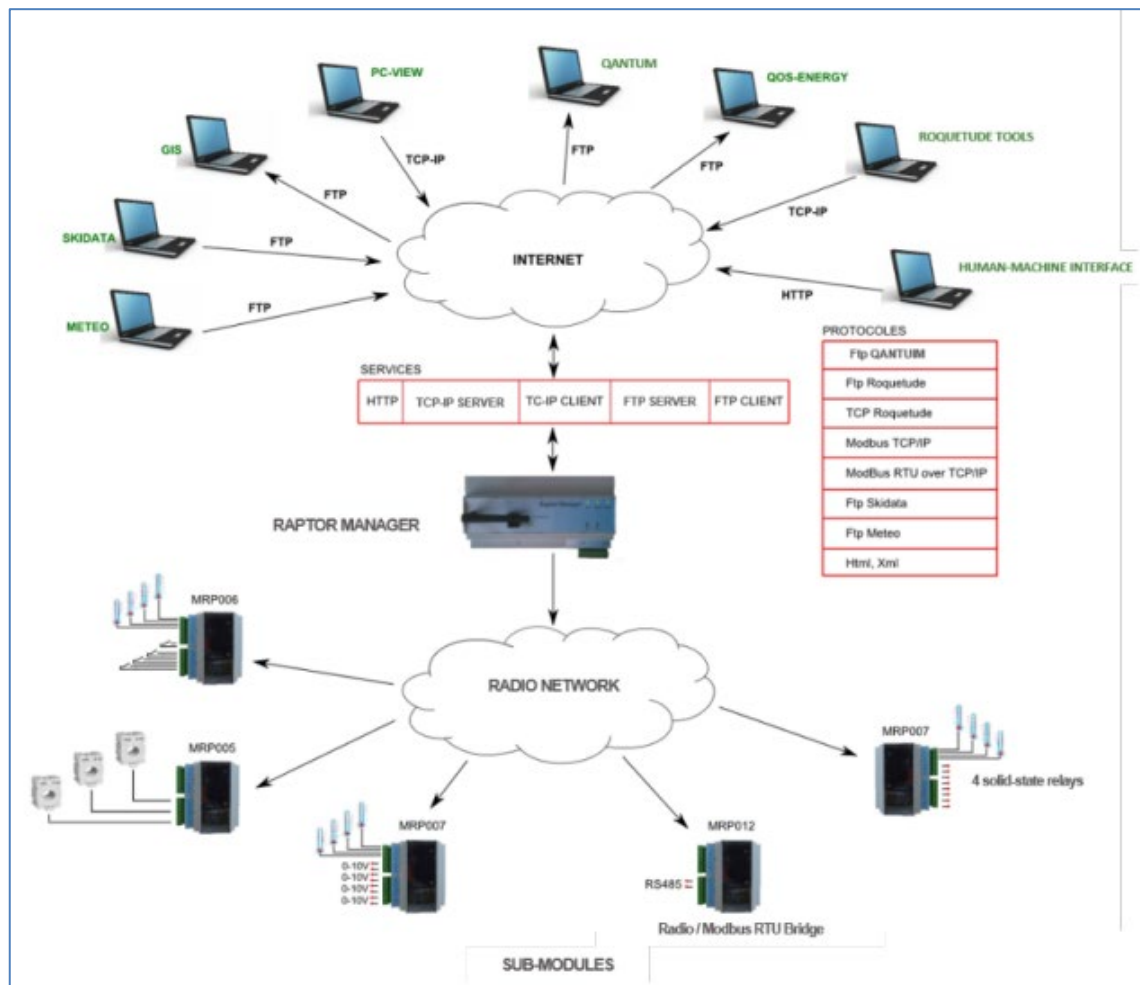 QANTUM
PC-VIEW
QOS-ENERGY
GIS
ROQUETUDE TOOLS
TCP-IP
FTP
FTP
FTP
TCP-IP
SKIDATA
FTP
INTERNET
HUMAN-MACHINE INTERFACE
HTTP
METEO
FTP
PROTOCOLES
Ftp QANTUIM
Ftp Roquetude
TCP Roquetude
Modbus TCP/IP
ModBus RTU over TCP/IP
Ftp Skidata
Ftp Meteo
Html, Xml
SERVICES
HTTP
TCP-IP SERVER
TC-IP CLIENT
FTP SERVER
FTP CLIENT
RAPTOR MANAGER
MRP006
RADIO NETWORK
MRP005
MRP007
4 solid-state relays
MRP007
0-10V
0-10V
0-10V
0-10V
MRP012
RS485
Radio / Modbus RTU Bridge
SUB-MODULES